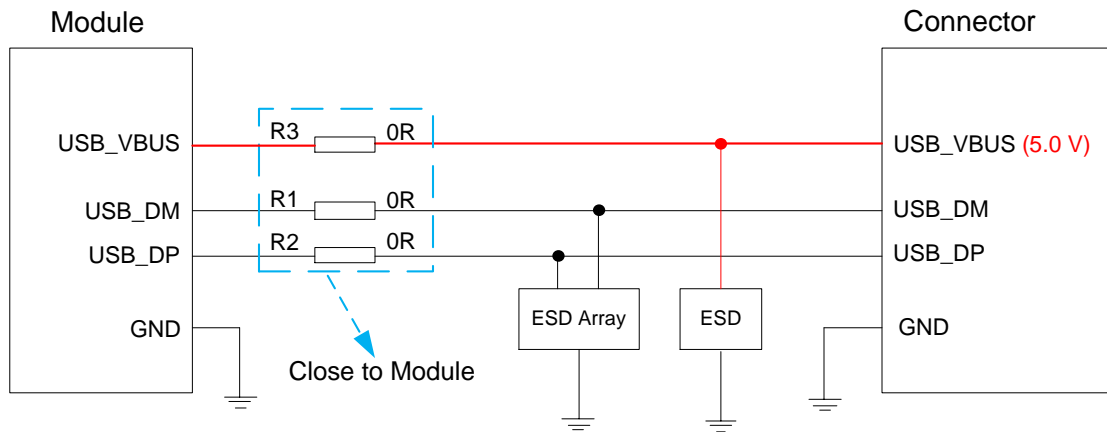 Module
Connector
USB_VBUS
R3
0R
USB_VBUS (5.0 V)
USB_DM
R1
0R
USB_DM
USB_DP
R2
0R
USB_DP
GND
ESD Array
ESD
GND
Close to Module